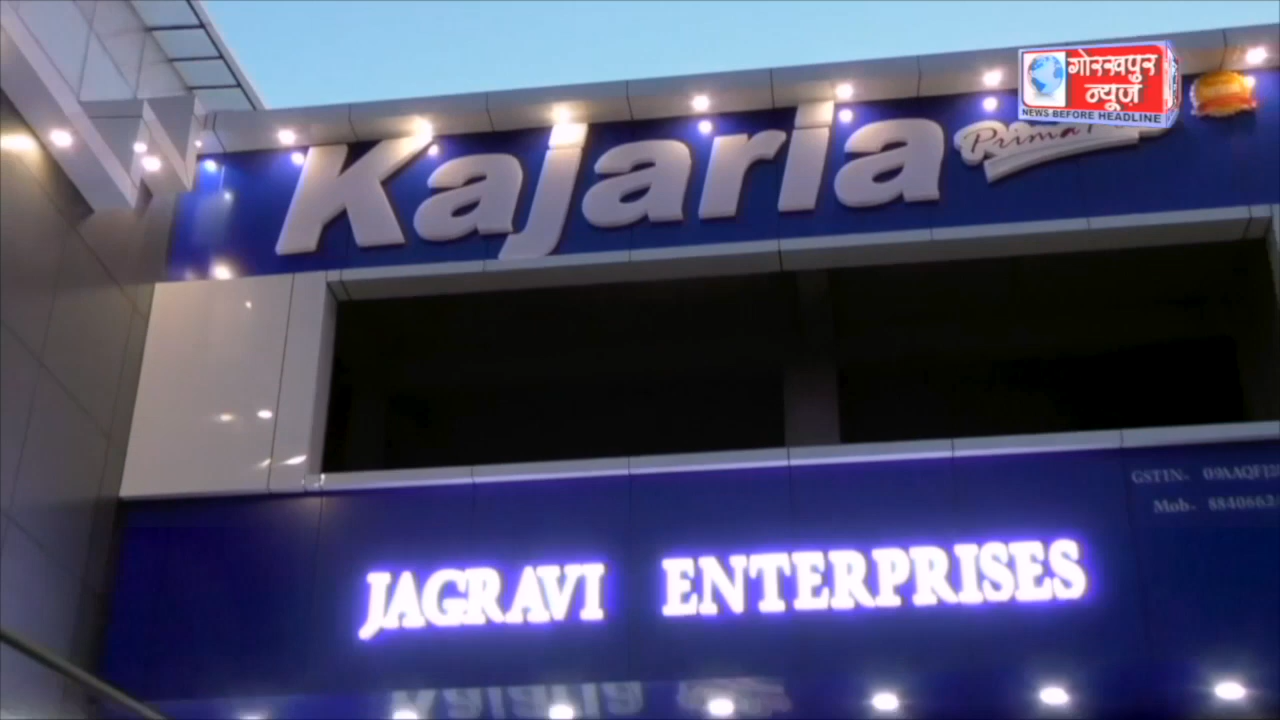 Kajaria
गोरखपुर
न्यूज़
NEWS BEFORE HEADLINE
GSTIN.
Mob.
JAGRAVI ENTERPRISES